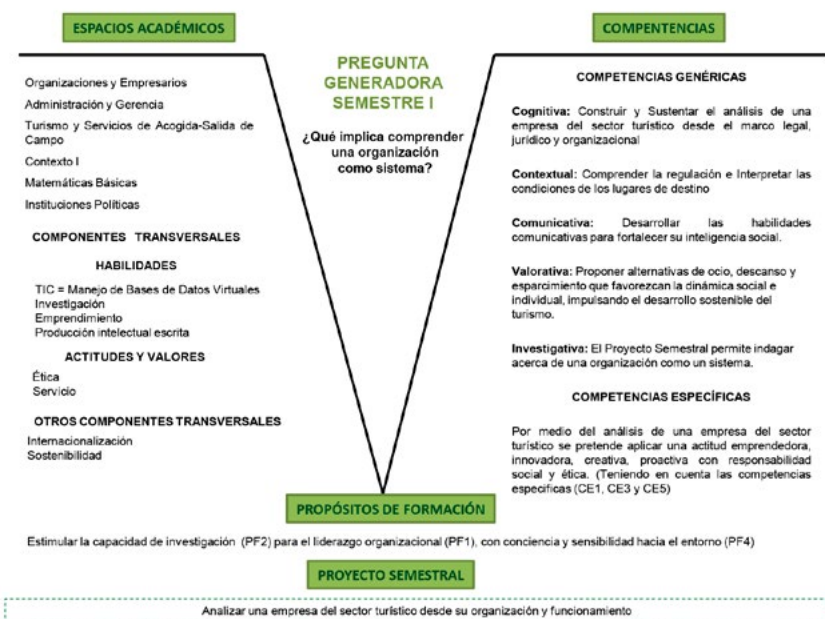 ESPACIOS ACADÉMICOS
Organizaciones y Empresarios
Administración y Gerencia
Turismo y Servicios de Acogida-Salida de
Campo
Contexto I
Matemáticas Básicas
Instituciones Políticas
COMPONENTES TRANSVERSALES
HABILIDADES
TIC = Manejo de Bases de Datos Virtuales
Investigación
Emprendimiento
Producción intelectual escrita
ACTITUDES Y VALORES
Ética
Servicio
OTROS COMPONENTES TRANSVERSALES
Internacionalización
Sostenibilidad
PREGUNTA
GENERADORA
SEMESTRE I
¿Qué implica comprender
una organización
como sistema?
COMPENTENCIAS
COMPETENCIAS GENÉRICAS
Cognitiva: Construir y Sustentar el análisis de una
empresa del sector turístico desde el marco legal,
jurídico y organizacional
Contextual: Comprender la regulación e Interpretar las
condiciones de los lugares de destino
Comunicativa: Desarrollar las habilidades
comunicativas para fortalecer su inteligencia social.
Valorativa: Proponer alternativas de ocio, descanso y
esparcimiento que favorezcan la dinámica social e
individual, impulsando el desarrollo sostenible del
turismo.
Investigativa: El Proyecto Semestral permite indagar
acerca de una organización como un sistema.
COMPETENCIAS ESPECÍFICAS
Por medio del análisis de una empresa del sector
turístico se pretende aplicar una actitud emprendedora,
innovadora, creativa, proactiva con responsabilidad
social y ética. (Teniendo en cuenta las competencias
especificas (CE1, CE3 y CE5)
PROPÓSITOS DE FORMACIÓN
Estimular la capacidad de investigación (PF2) para el liderazgo organizacional (PF1), con conciencia y sensibilidad hacia el entorno (PF4)
PROYECTO SEMESTRAL
Analizar una empresa del sector turístico desde su organización y funcionamiento